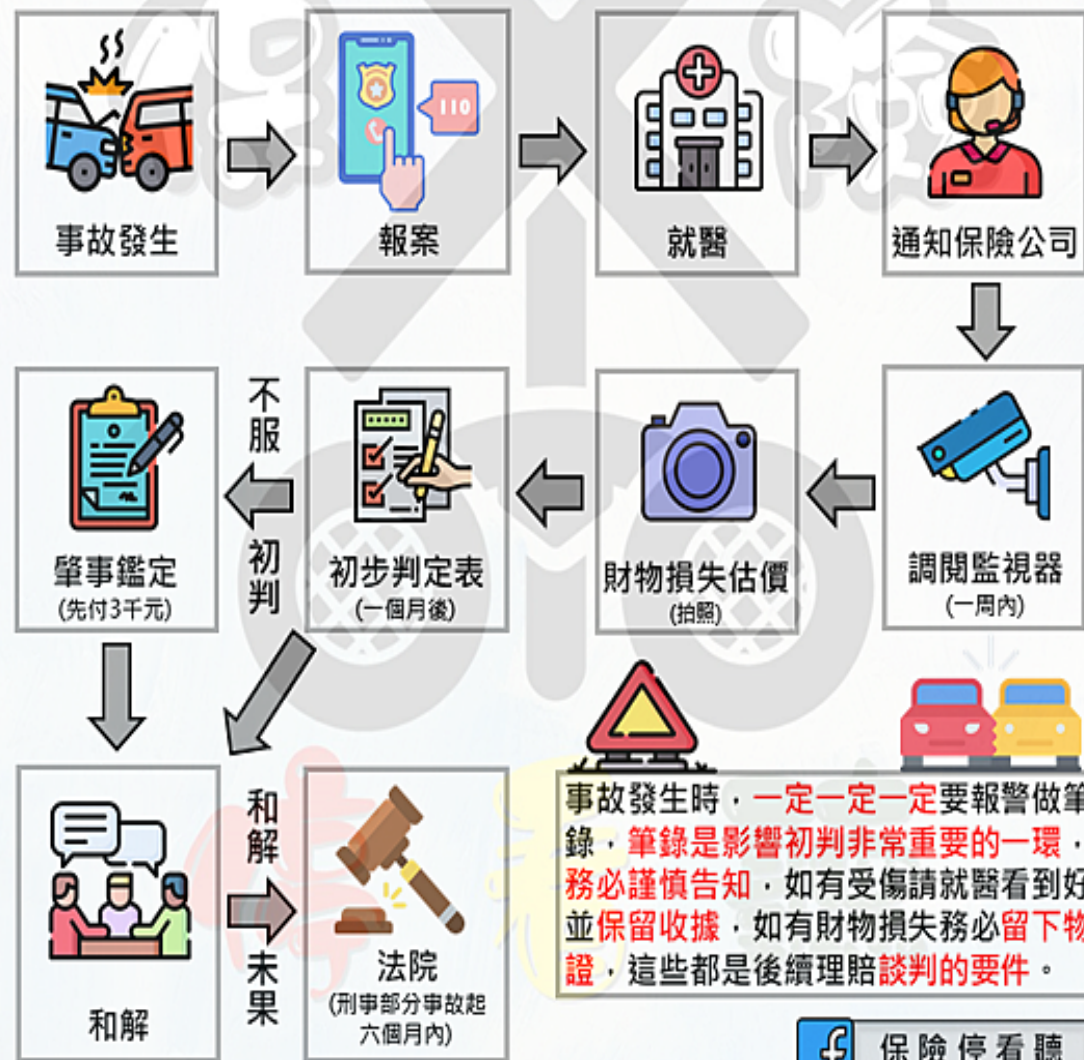 110
事故發生
報案
就醫
通知保險公司
肇事鑑定
(先付3千元)
不服
初判
初步判定表
(一個月後)
財物損失估價
(拍照)
調閱監視器
(一周內)
和解
和解
未果
法院
(刑事部分事故起
六個月內)
事故發生時，一定一定一定要報警做筆
錄，筆錄是影響初判非常重要的一環，
務必謹慎告知，如有受傷請就醫看到好
並保留收據，如有財物損失務必留下物
證，這些都是後續理賠談判的要件。
f 保險停看聽